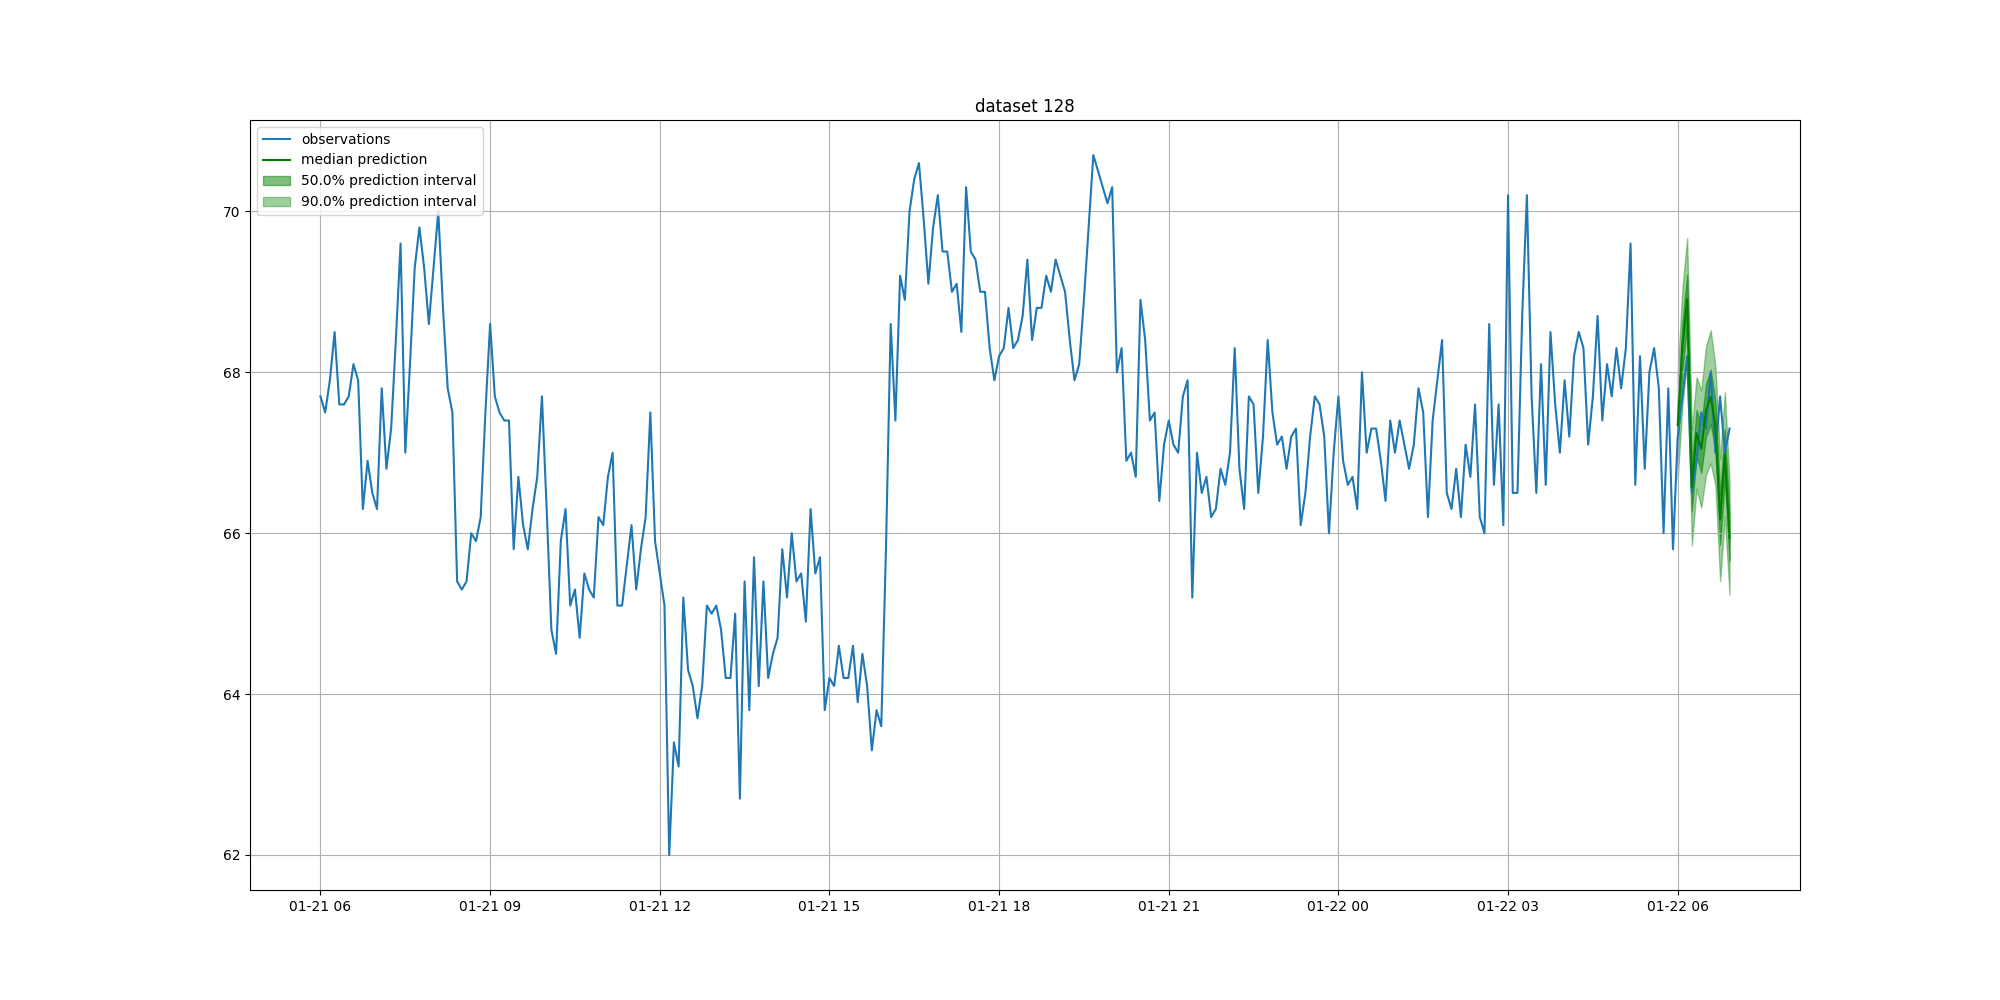 dataset 128
observations
median prediction
50.0% prediction interval
90.0% prediction interval
70
68
66
64
62
01-21 06
01-21 09
01-21 12
01-21 15
01-21 18
01-21 21
01-22 00
01-22 03
01-22 06